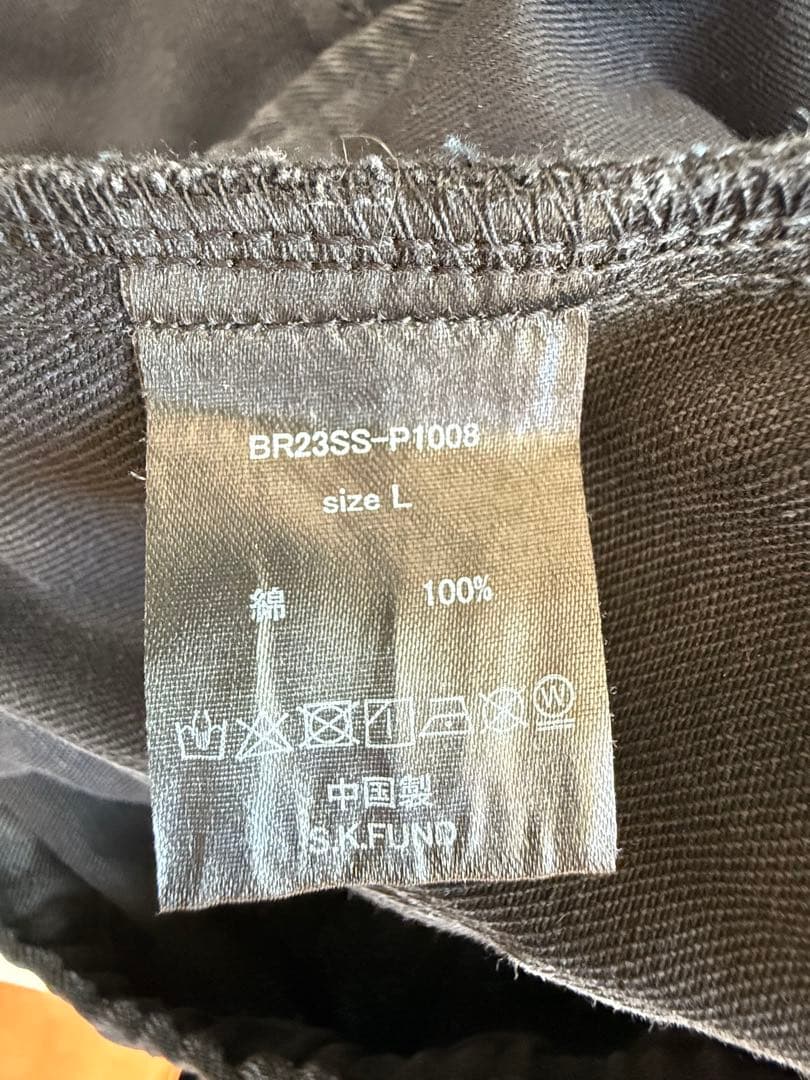 BR23SS-P1008
size L
綿 100%
W
中国製
S.K.FUND